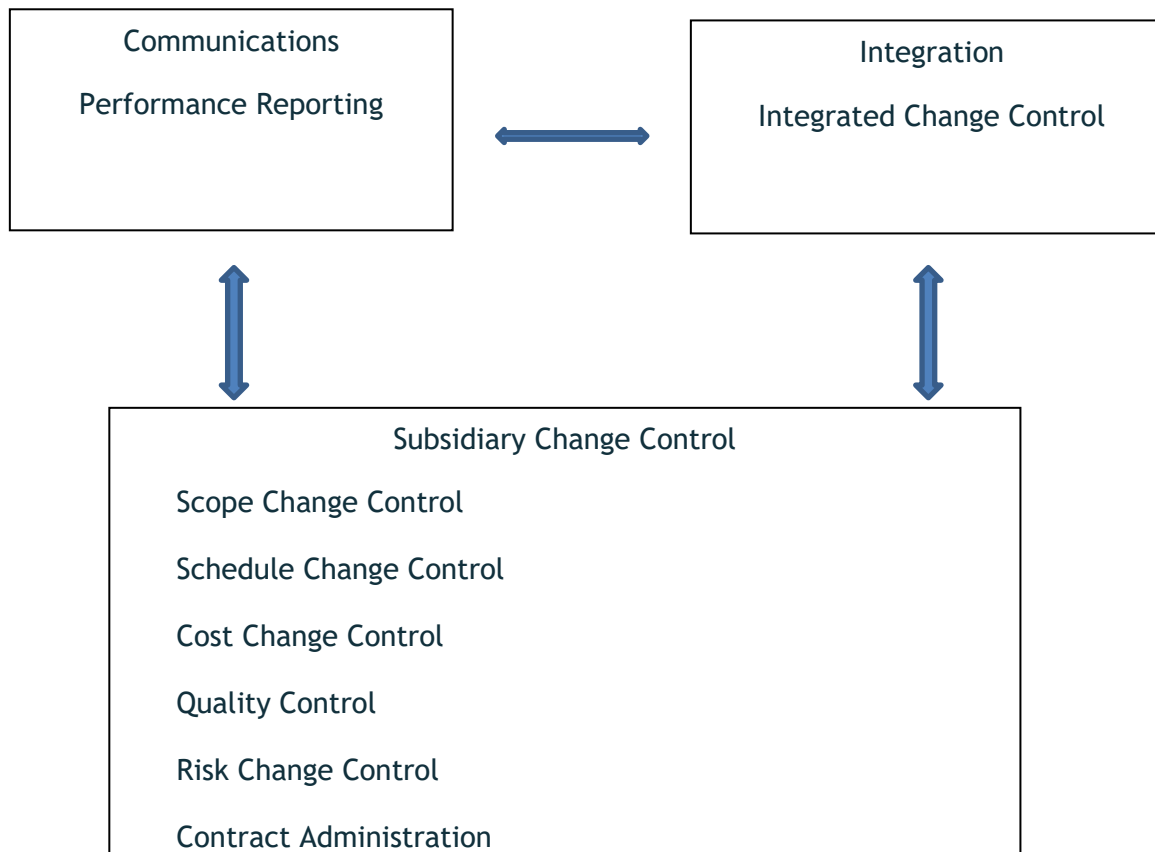 Communications
Performance Reporting
Integration
Integrated Change Control
Subsidiary Change Control
Scope Change Control
Schedule Change Control
Cost Change Control
Quality Control
Risk Change Control
Contract Administration